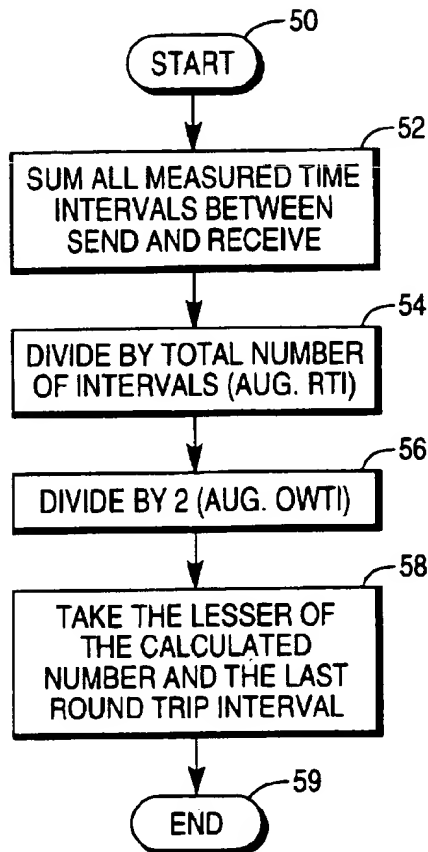 50
START
52
SUM ALL MEASURED TIME
INTERVALS BETWEEN
SEND AND RECEIVE
54
DIVIDE BY TOTAL NUMBER
OF INTERVALS (AUG. RTI)
56
DIVIDE BY 2 (AUG. OWTI)
58
TAKE THE LESSER OF
THE CALCULATED
NUMBER AND THE LAST
ROUND TRIP INTERVAL
59
END